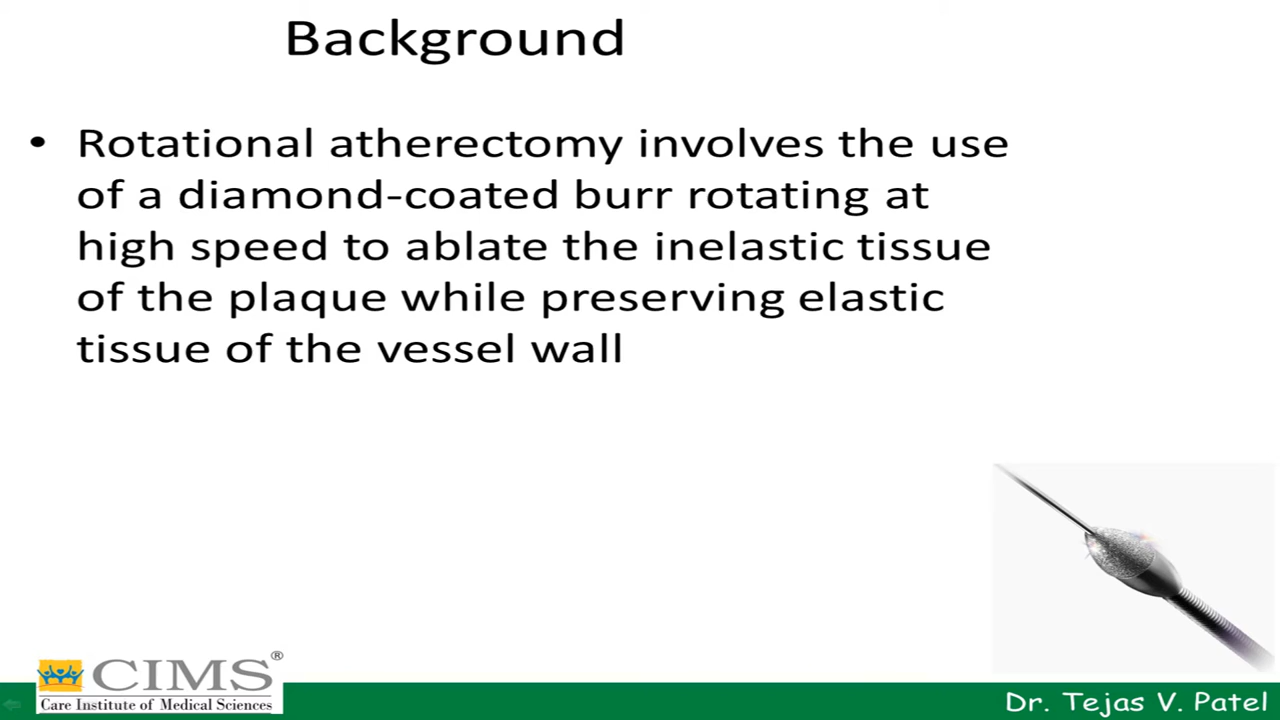 Background
• Rotational atherectomy involves the use
of a diamond-coated burr rotating at
high speed to ablate the inelastic tissue
of the plaque while preserving elastic
tissue of the vessel wall
CIMS®
Care Institute of Medical Sciences
Dr. Tejas V. Patel